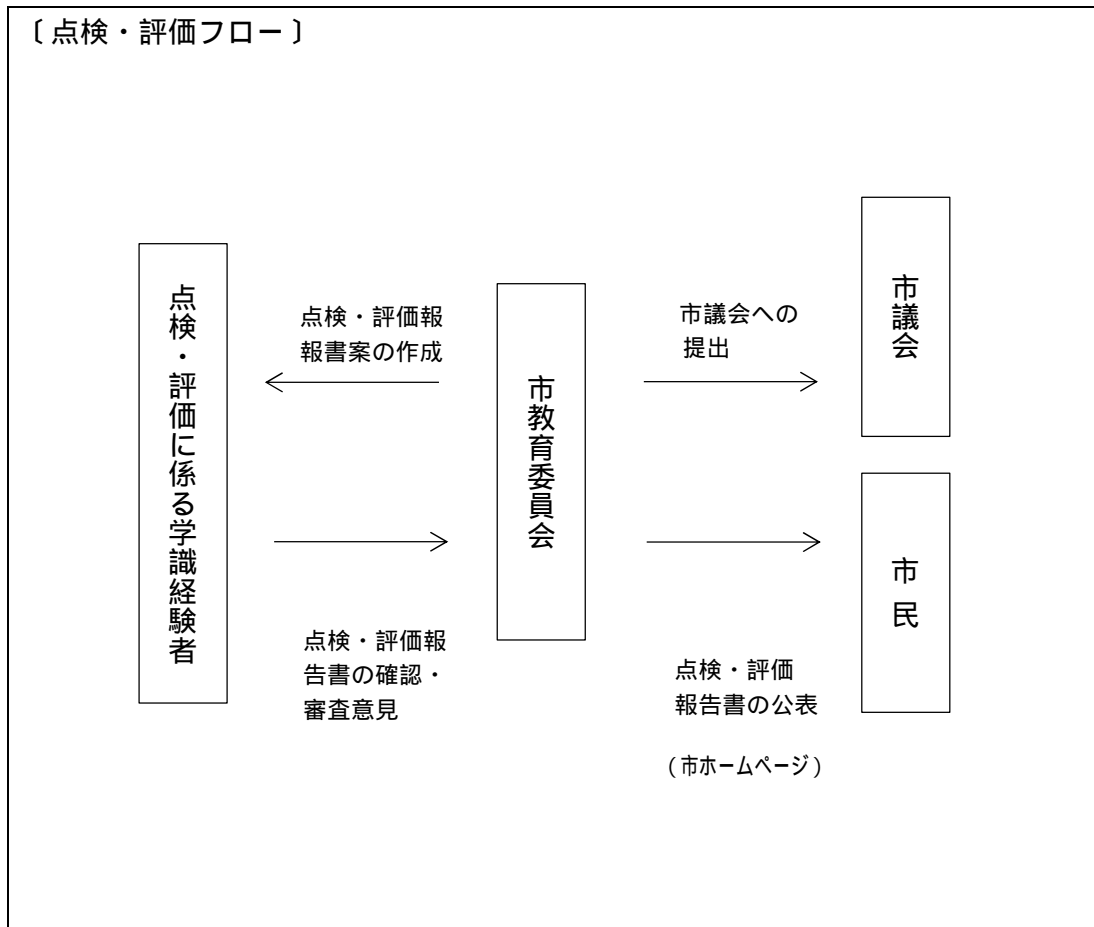 〔点検・評価フロー〕
点検・評価に係る学識経験者
点検・評価報
報書案の作成
点検・評価報
告書の確認・
審査意見
市教育委員会
市議会への
提出
点検・評価
報告書の公表
(市ホームページ)
市議会
市民